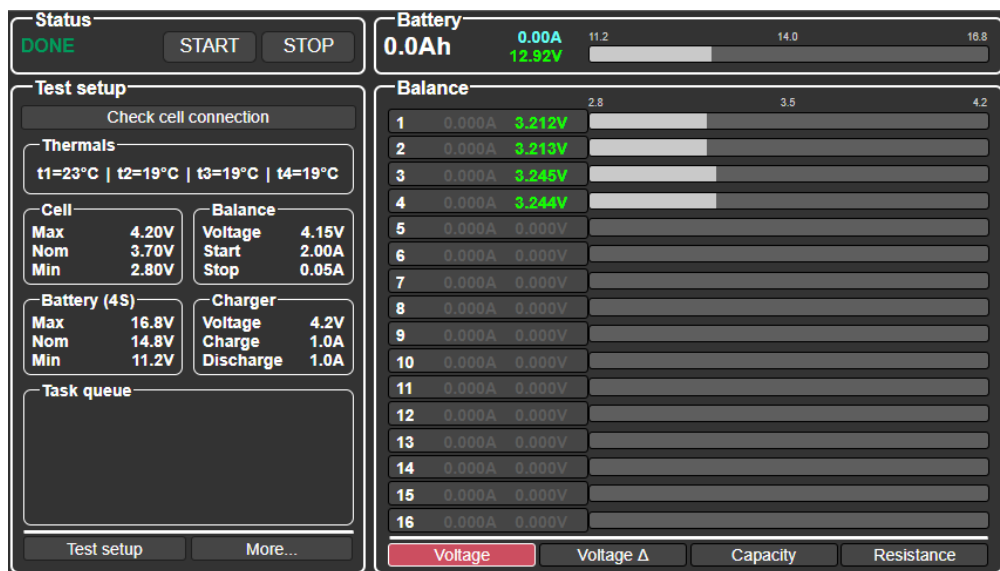 Status
DONE START STOP
Test setup
Check cell connection
Thermals
t1=23°C | t2=19°C | t3=19°C | t4=19°C
Cell
Max 4.20V
Nom 3.70V
Min 2.80V
Balance
Voltage 4.15V
Start 2.00A
Stop 0.05A
Battery (4S)
Max 16.8V
Nom 14.8V
Min 11.2V
Charger
Voltage 4.2V
Charge 1.0A
Discharge 1.0A
Task queue
Test setup More...
Battery
0.0Ah 0.00A 11.2 14.0 16.8
12.92V
Balance
2.8 3.5 4.2
1 0.000A 3.212V
2 0.000A 3.213V
3 0.000A 3.245V
4 0.000A 3.244V
5 0.000A 0.000V
6 0.000A 0.000V
7 0.000A 0.000V
8 0.000A 0.000V
9 0.000A 0.000V
10 0.000A 0.000V
11 0.000A 0.000V
12 0.000A 0.000V
13 0.000A 0.000V
14 0.000A 0.000V
15 0.000A 0.000V
16 0.000A 0.000V
Voltage Voltage Δ Capacity Resistance